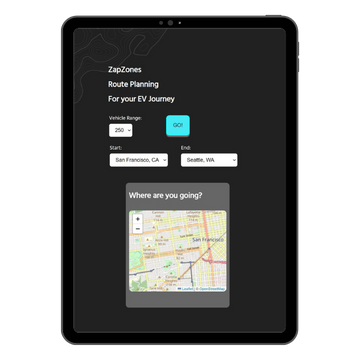 ZapZones
Route Planning
For your EV Journey
Vehicle Range:
250
GO!
Start:
End:
San Francisco, CA
Seattle, WA
Where are you going?
+
San Francisco
−
Leaflet | © OpenStreetMap